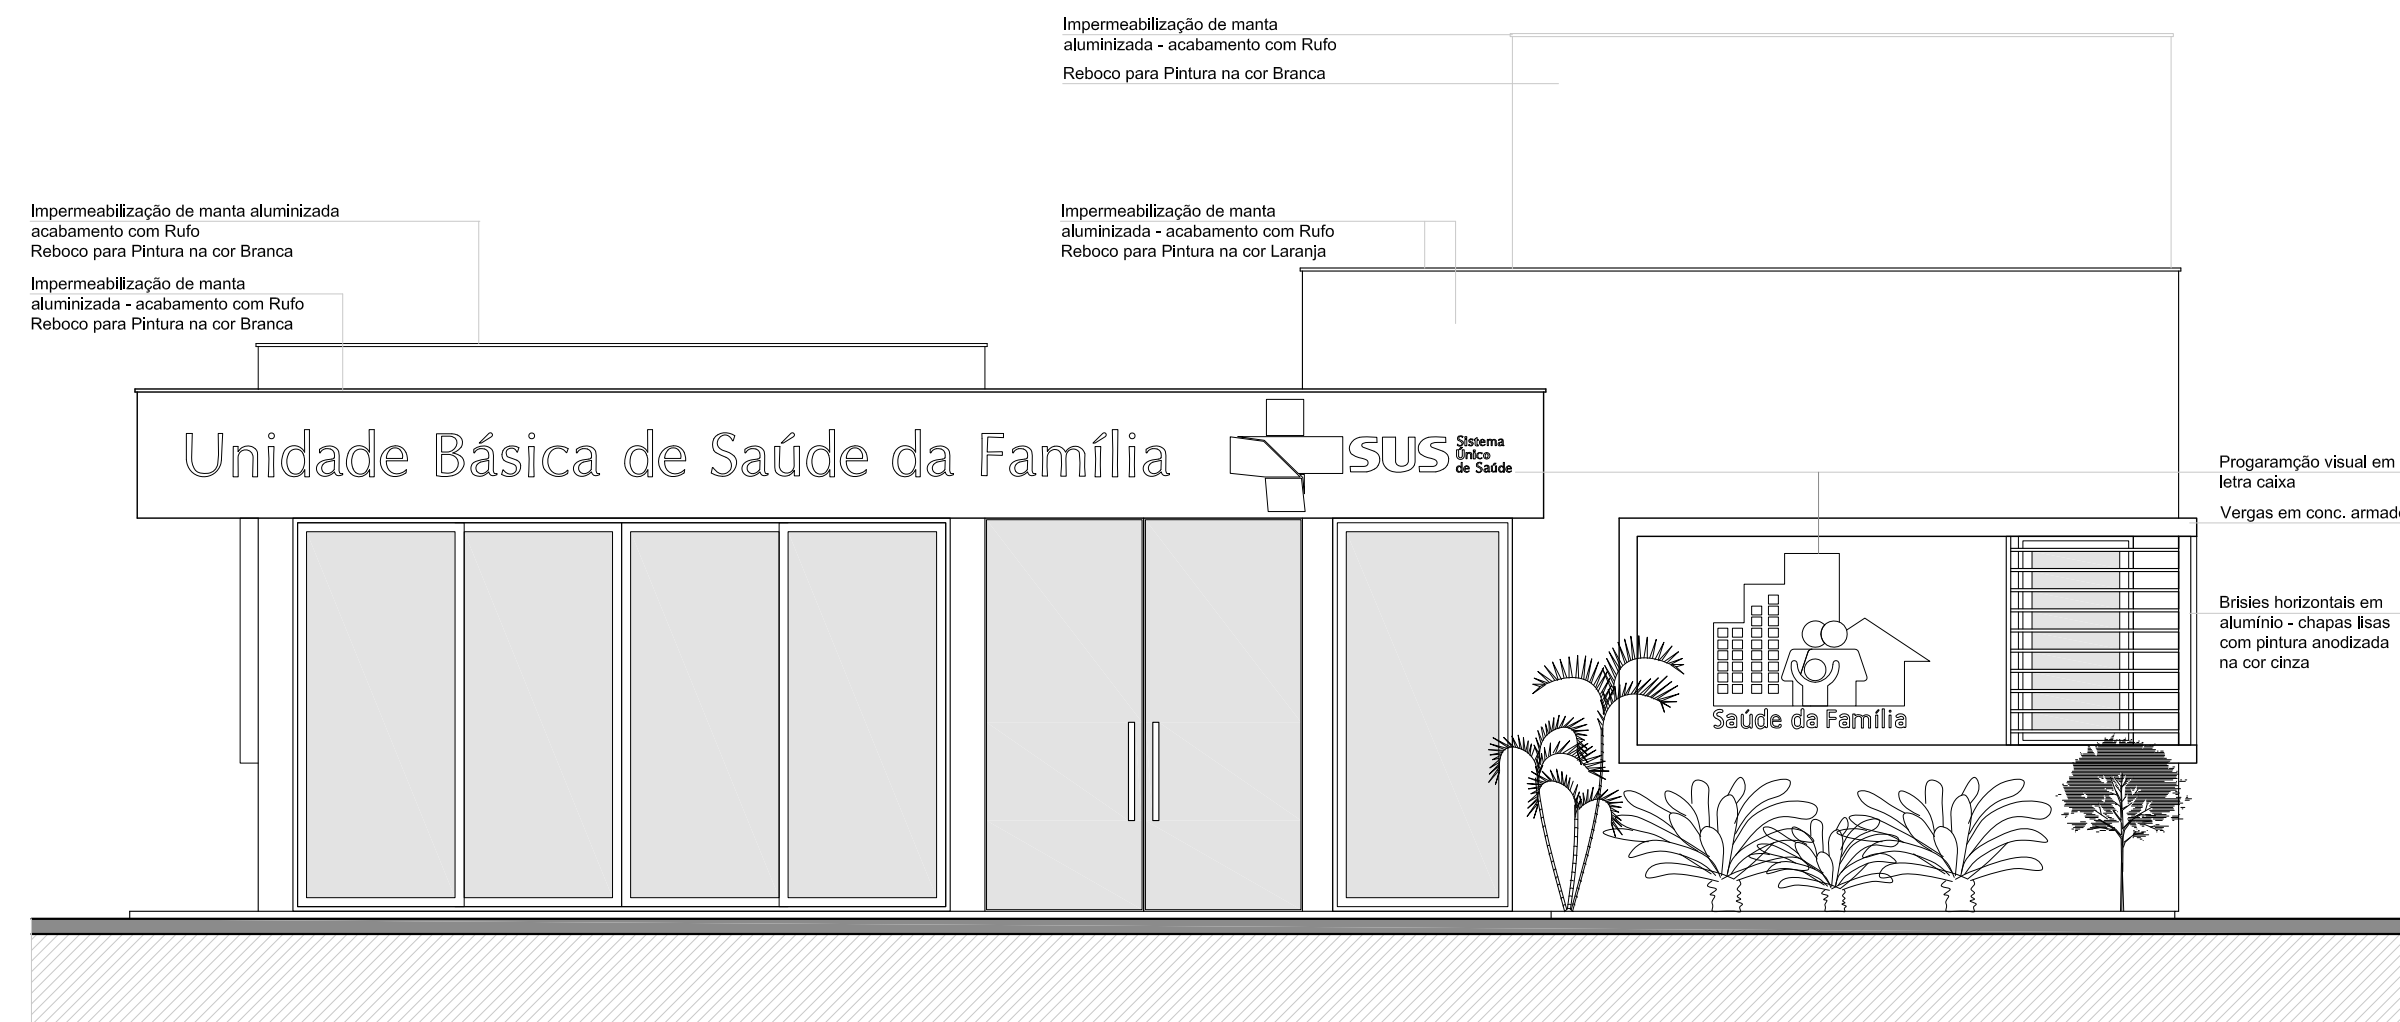 Impermeabilização de manta
aluminizada - acabamento com Rufo
Reboco para Pintura na cor Branca
Impermeabilização de manta aluminizada
acabamento com Rufo
Reboco para Pintura na cor Branca
Impermeabilização de manta
aluminizada - acabamento com Rufo
Reboco para Pintura na cor Branca
Impermeabilização de manta
aluminizada - acabamento com Rufo
Reboco para Pintura na cor Laranja
Unidade Básica de Saúde da Família
SUS
Sistema
Único
de Saúde
Progaramção visual em
letra caixa
Vergas em conc. armado
Brisies horizontais em
alumínio - chapas lisas
com pintura anodizada
na cor cinza
Saúde da Família